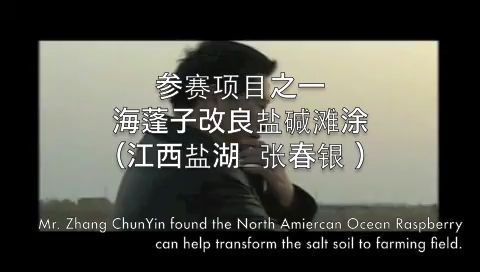 参赛项目之一
海蓬子改良盐碱滩涂
(江西盐湖 张春银 )
Mr. Zhang ChunYin found the North Amiercan Ocean Raspberry
can help transform the salt soil to farming field.